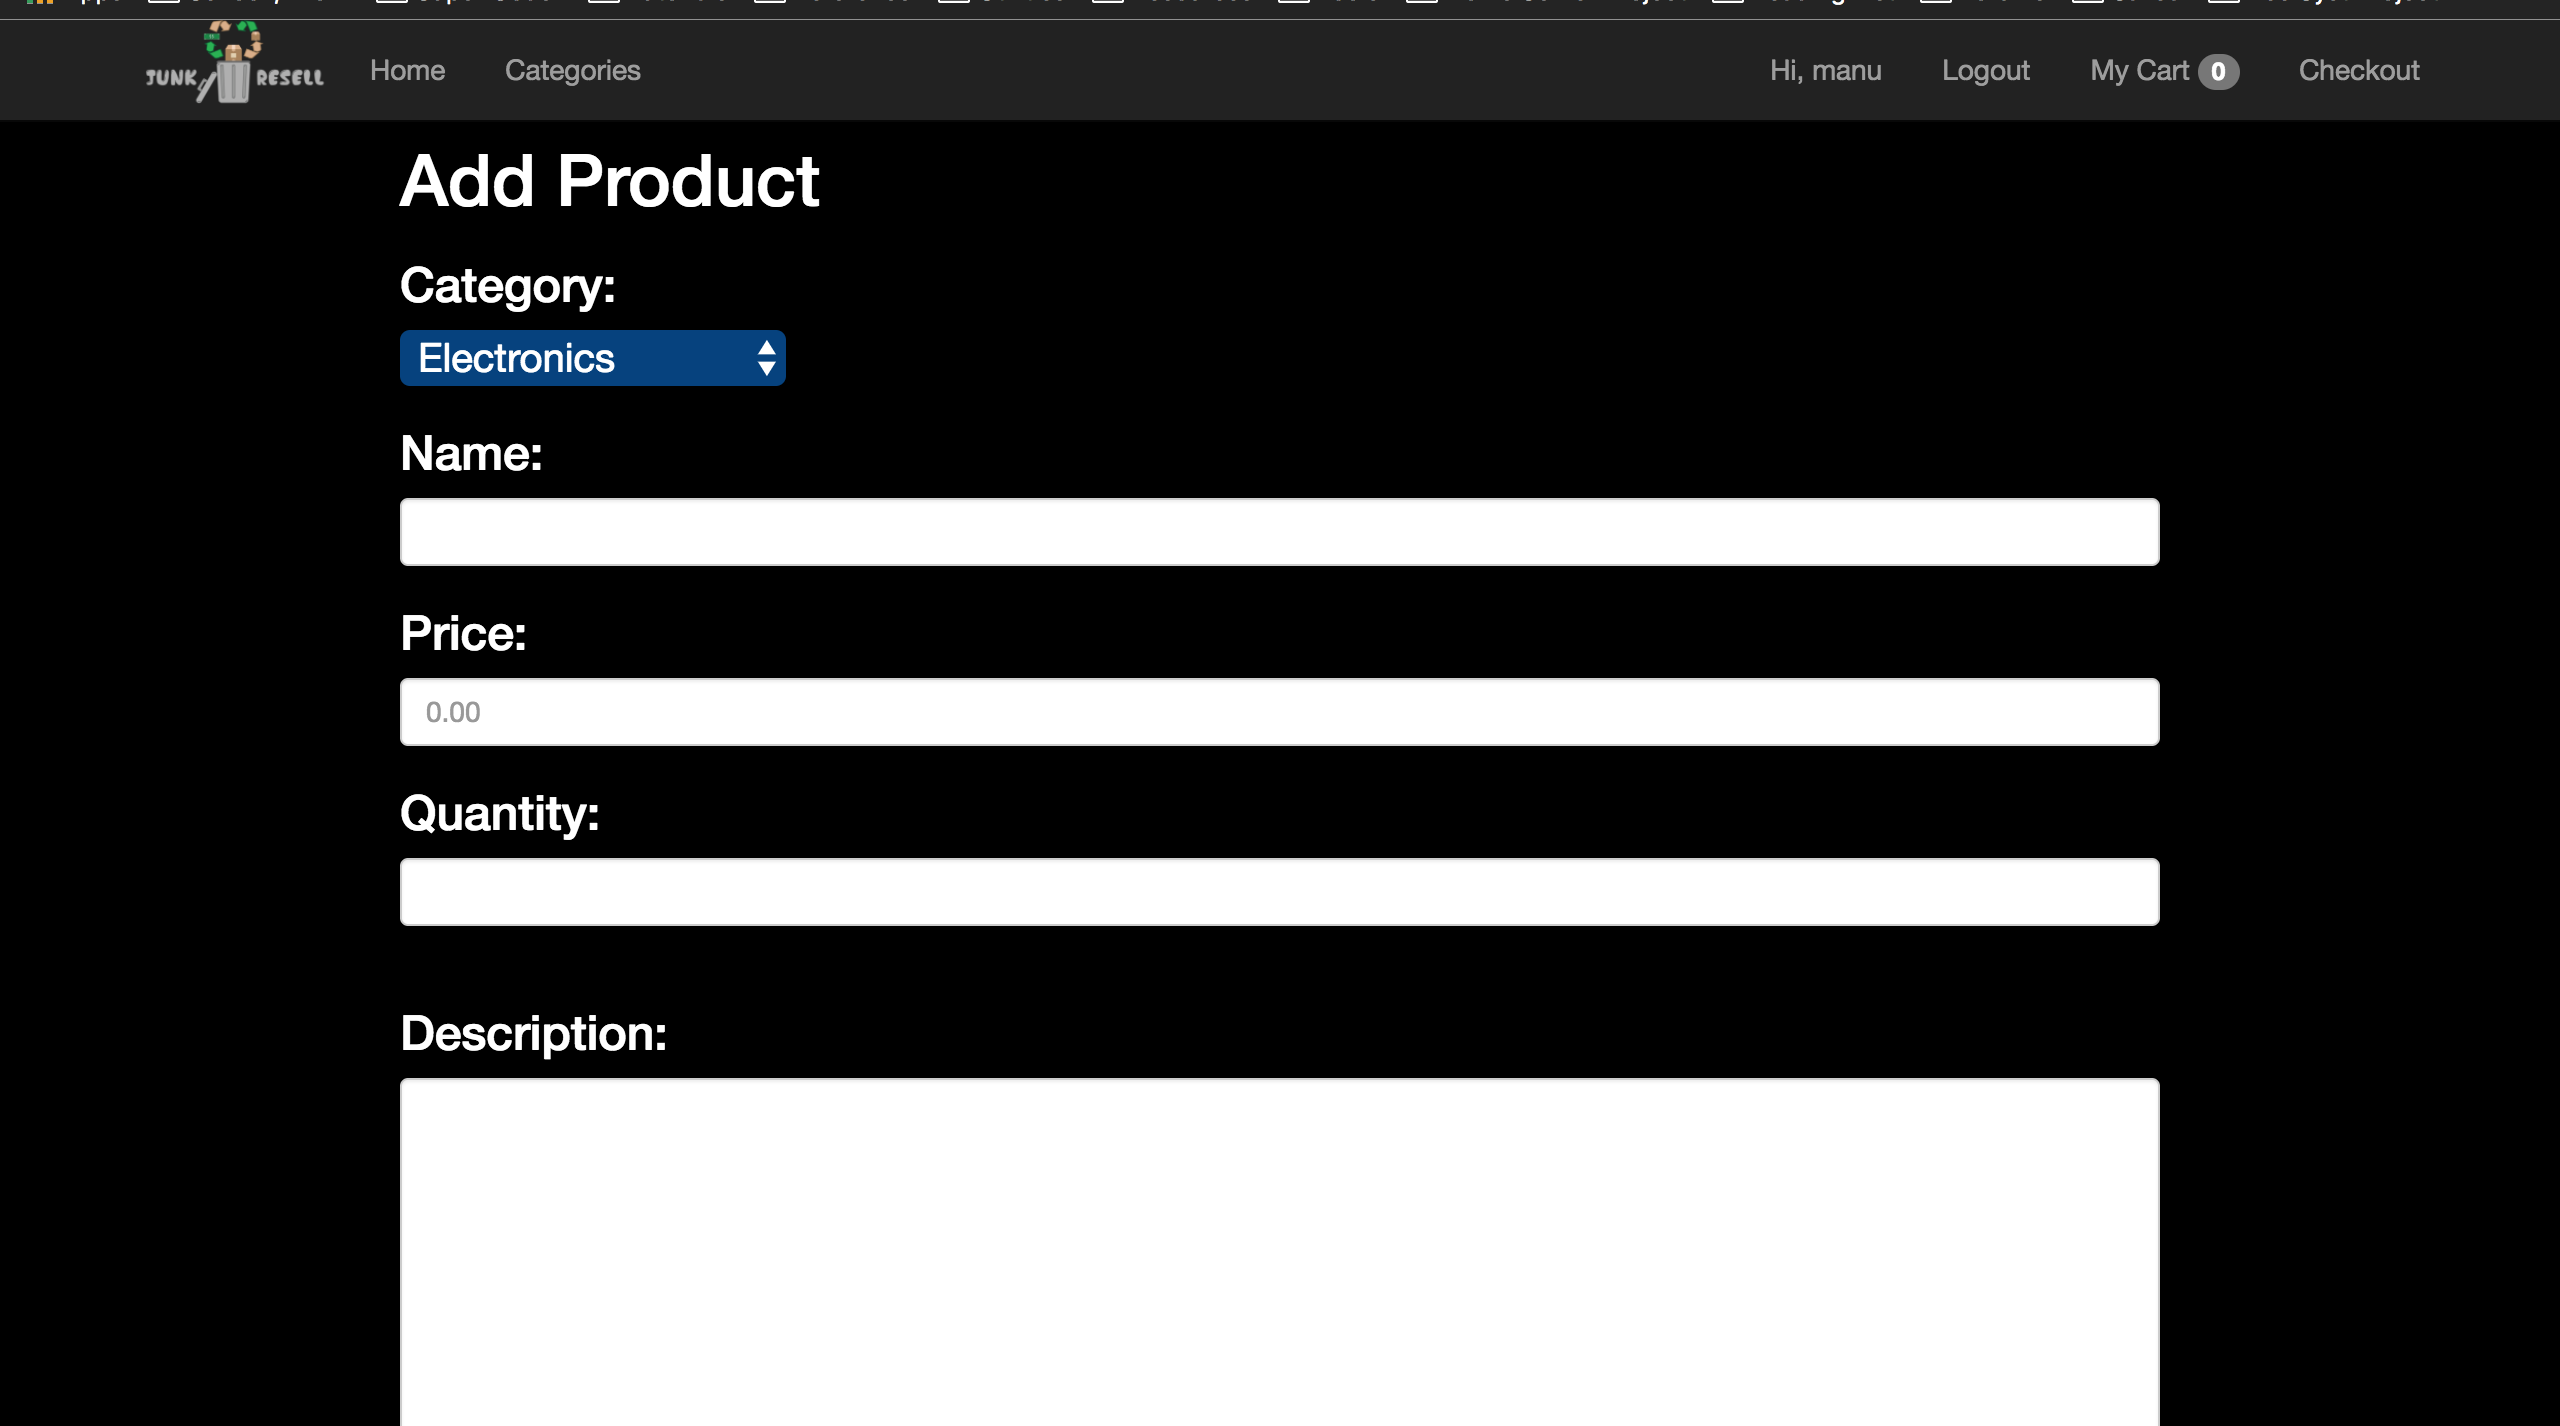 JUNK RESELL Home Categories Hi, manu Logout My Cart 0 Checkout
Add Product
Category:
Electronics
Name:
Price:
0.00
Quantity:
Description: